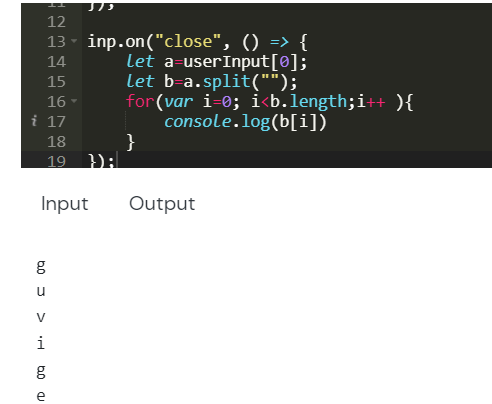 11 });
12
13 inp.on("close", () => {
14 let a=userInput[0];
15 let b=a.split("");
16 for(var i=0; i<b.length;i++ ){
i 17 console.log(b[i])
18 }
19 });
Input Output
g
u
v
i
g
e